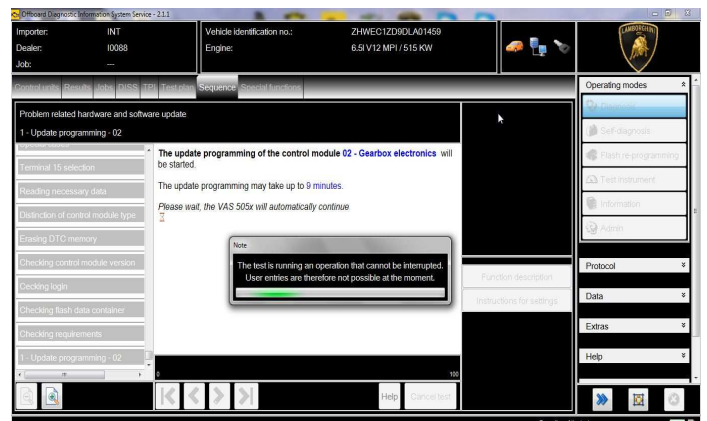 Offboard Diagnostic Information System Service - 2.1.1
Importer: INT
Dealer: I0088
Job: ---
Vehicle identification no.: ZHWEC1ZD9DLA01459
Engine: 6.5l V12 MPI / 515 KW
LAMBORGHINI
Control units Results Jobs DISS TPI Test plan Sequence Special functions
Problem related hardware and software update
1 - Update programming - 02
Terminal 15 selection
Reading necessary data
Distinction of control module type
Erasing DTC memory
Checking control module version
Cecking login
Checking flash data container
Checking requirements
1 - Update programming - 02
The update programming of the control module 02 - Gearbox electronics will
be started.
The update programming may take up to 9 minutes.
Please wait, the VAS 505x will automatically continue
Note
The test is running an operation that cannot be interrupted.
User entries are therefore not possible at the moment.
0 100
Help Cancel test
Function description
Instructions for settings
Operating modes
Diagnosis
Self-diagnosis
Flash re-programming
Test Instrument
Information
Admin
Protocol
Data
Extras
Help